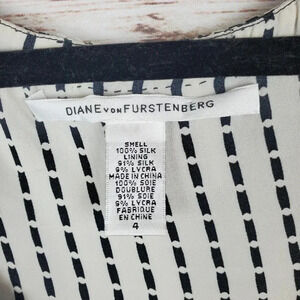 DIANE VON FURSTENBERG
SHELL
100% SILK
LINING
91% SILK
9% LYCRA
MADE IN CHINA
100% SOIE
DOUBLURE
91% SOIE
9% LYCRA
FABRIQUE
EN CHINE
4